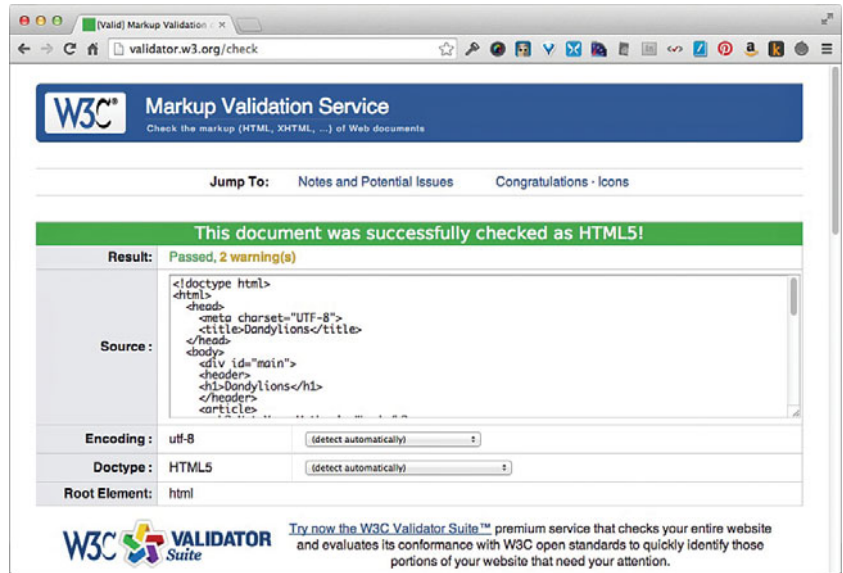 [Valid] Markup Validation
validator.w3.org/check
W3C®
Markup Validation Service
Check the markup (HTML, XHTML, ...) of Web documents
Jump To: Notes and Potential Issues Congratulations · Icons
This document was successfully checked as HTML5!
Result: Passed, 2 warning(s)
Source :
<!doctype html>
<html>
<head>
<meta charset="UTF-8">
<title>Dandylions</title>
</head>
<body>
<div id="main">
<header>
<h1>Dandylions</h1>
</header>
<article>
Encoding : utf-8 (detect automatically)
Doctype : HTML5 (detect automatically)
Root Element: html
W3C VALIDATOR Suite
Try now the W3C Validator Suite™ premium service that checks your entire website
and evaluates its conformance with W3C open standards to quickly identify those
portions of your website that need your attention.